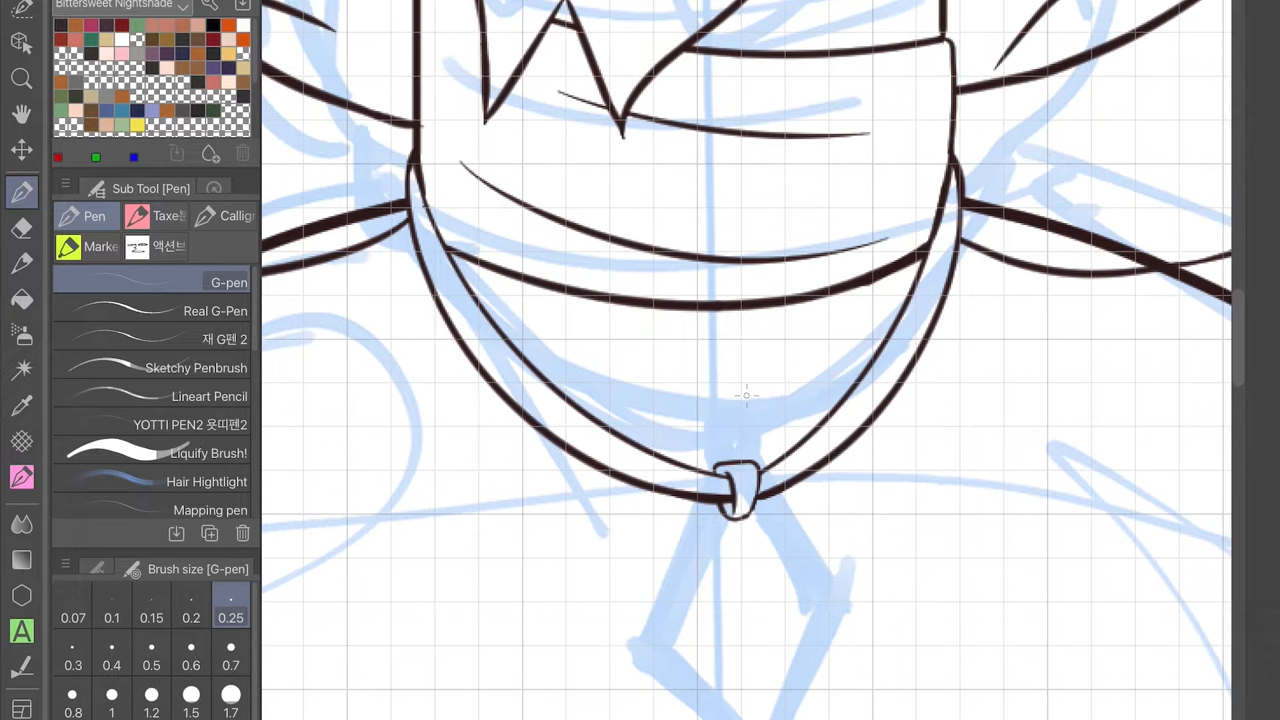 Bittersweet Nightshade
Sub Tool [Pen]
Pen
Taxe
Callig
Marke
액션브
G-pen
Real G-Pen
재 G펜 2
Sketchy Penbrush
Lineart Pencil
YOTTI PEN2 욧띠펜2
Liquify Brush!
Hair Hightlight
Mapping pen
Brush size [G-pen]
0.07 0.1 0.15 0.2 0.25
0.3 0.4 0.5 0.6 0.7
0.8 1 1.2 1.5 1.7